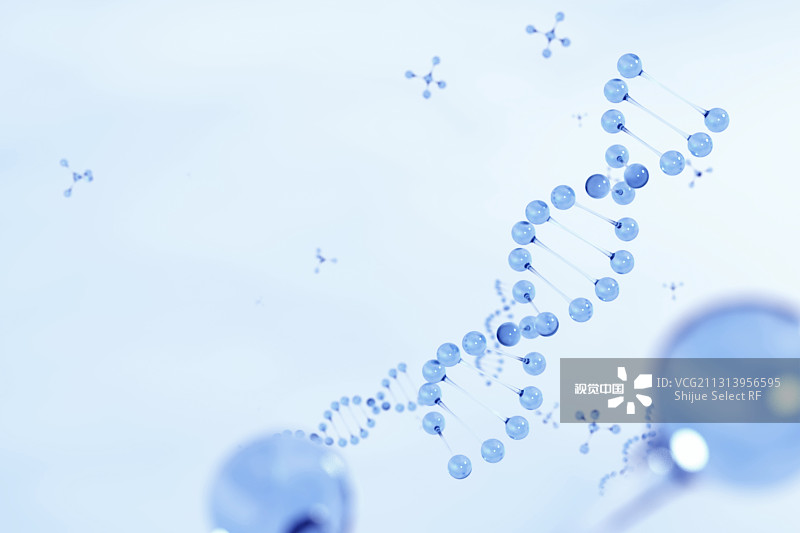 视觉中国
ID: VCG211313956595
Shijue Select RF